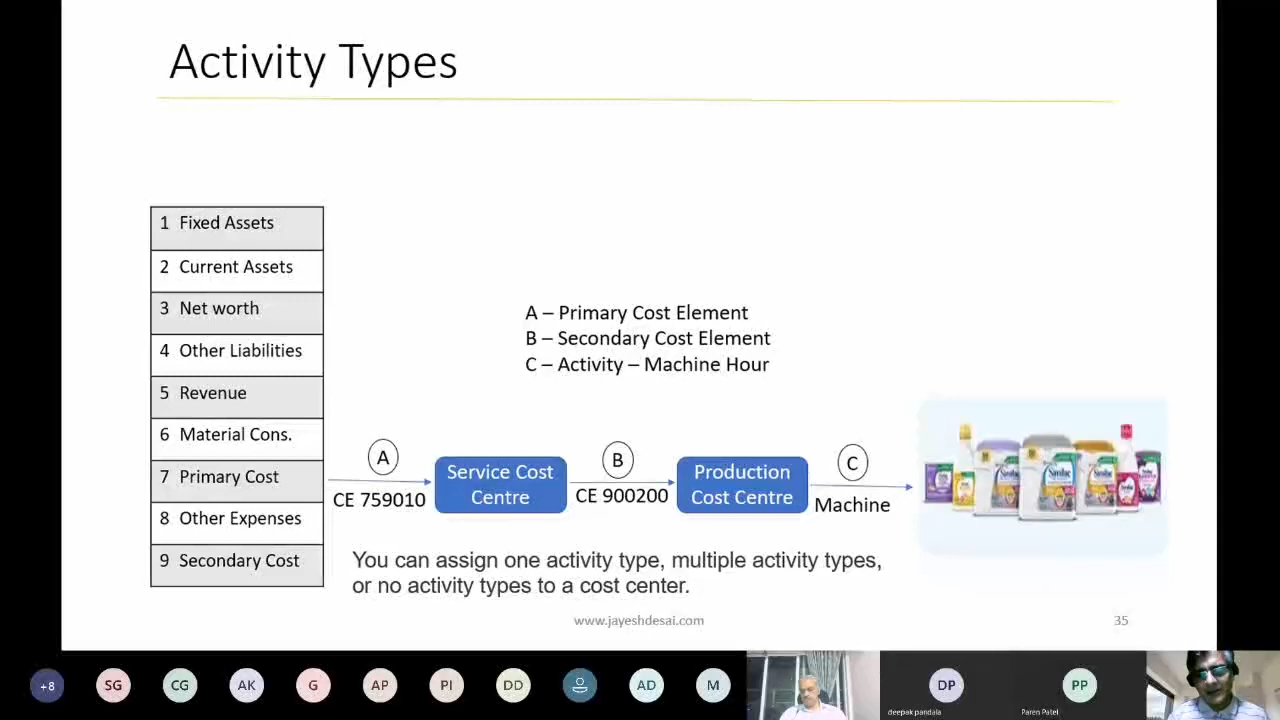 Activity Types
1 Fixed Assets
2 Current Assets
3 Net worth
4 Other Liabilities
5 Revenue
6 Material Cons.
7 Primary Cost
8 Other Expenses
9 Secondary Cost
A – Primary Cost Element
B – Secondary Cost Element
C – Activity – Machine Hour
A
CE 759010
Service Cost
Centre
B
CE 900200
Production
Cost Centre
C
Machine
Similac
You can assign one activity type, multiple activity types,
or no activity types to a cost center.
www.jayeshdesai.com
35
+8
SG
CG
AK
G
AP
PI
DD
AD
M
DP
deepak pandala
PP
Paren Patel